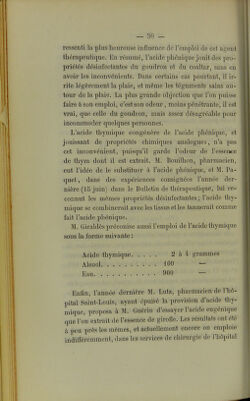 — 50 —
ressenti la plus heureuse influence de l'emploi de cet agent
thérapeutique. En résumé, l'acide phénique jouit des pro-
priétés désinfectantes du goudron et du coaltar, sans en
avoir les inconvénients. Dans certains cas pourtant, il ir-
rite légèrement la plaie, et même les téguments sains au-
tour de la plaie. La plus grande objection que l'on puisse
faire à son emploi, c'est son odeur, moins pénétrante, il est
vrai, que celle du goudron, mais assez désagréable pour
incommoder quelques personnes.
L'acide thymique congénère de l'acide phénique, et
jouissant de propriétés chimiques analogues, n'a pas
cet inconvénient, puisqu'il garde l'odeur de l'essence
de thym dont il est extrait. M. Bouilhon, pharmacien,
eut l'idée de le substituer à l'acide phénique, et M. Pa-
quet, dans des expériences consignées l'année der-
nière (15 juin) dans le Bulletin de thérapeutique, lui re-
connut les mêmes propriétés désinfectantes; l'acide thy-
mique se combinerait avec les tissus et les tannerait comme
fait l'acide phénique.
M. Giraldès préconise aussi l'emploi de l'acide thymique
sous la forme suivante:
Acide thymique. . . . . 2 à 4 grammes
Alcool. . . . . . 100 —
Eau. . . . . . . 900 —
Enfin, l'année dernière M. Lutz, pharmacien de l'hô-
pital Saint-Louis, ayant épuisé la provision d'acide thy-
mique, proposa à M. Guérin d'essayer l'acide eugénique
que l'on extrait de l'essence de girofle. Les résultats ont été
à peu près les mêmes, et actuellement encore on emploie
indifféremment, dans les services de chirurgie de l'hôpital